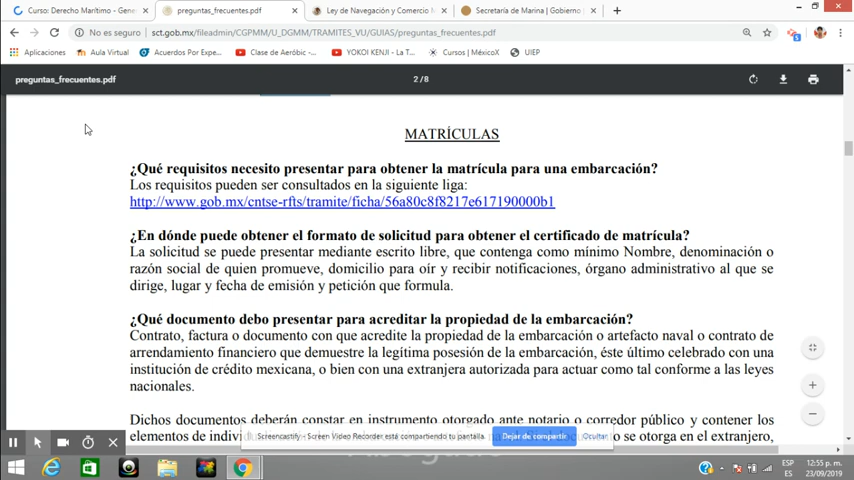 Curso: Derecho Marítimo - Gene
preguntas_frecuentes.pdf
Ley de Navegación y Comercio M
Secretaría de Marina | Gobierno
No es seguro
sct.gob.mx/fileadmin/CGPMM/U_DGMM/TRAMITES_VU/GUIAS/preguntas_frecuentes.pdf
Aplicaciones
Aula Virtual
Acuerdos Por Expe...
Clase de Aeróbic -...
YOKOI KENJI - La T...
Cursos |MéxicoX
UIEP
preguntas_frecuentes.pdf
2 / 8
MATRÍCULAS
¿Qué requisitos necesito presentar para obtener la matrícula para una embarcación?
Los requisitos pueden ser consultados en la siguiente liga:
http://www.gob.mx/cntse-rfts/tramite/ficha/56a80c8f8217e617190000b1
¿En dónde puede obtener el formato de solicitud para obtener el certificado de matrícula?
La solicitud se puede presentar mediante escrito libre, que contenga como mínimo Nombre, denominación o
razón social de quien promueve, domicilio para oír y recibir notificaciones, órgano administrativo al que se
dirige, lugar y fecha de emisión y petición que formula.
¿Qué documento debo presentar para acreditar la propiedad de la embarcación?
Contrato, factura o documento con que acredite la propiedad de la embarcación o artefacto naval o contrato de
arrendamiento financiero que demuestre la legítima posesión de la embarcación, éste último celebrado con una
institución de crédito mexicana, o bien con una extranjera autorizada para actuar como tal conforme a las leyes
nacionales.
Dichos documentos deberán constar en instrumento otorgado ante notario o corredor público y contener los
elementos de individu
o se otorga en el extranjero,
Screencastify - Screen Video Recorder está compartiendo tu pantalla.
Dejar de compartir
Ocultar
ESP
ES
12:55 p. m.
23/09/2019